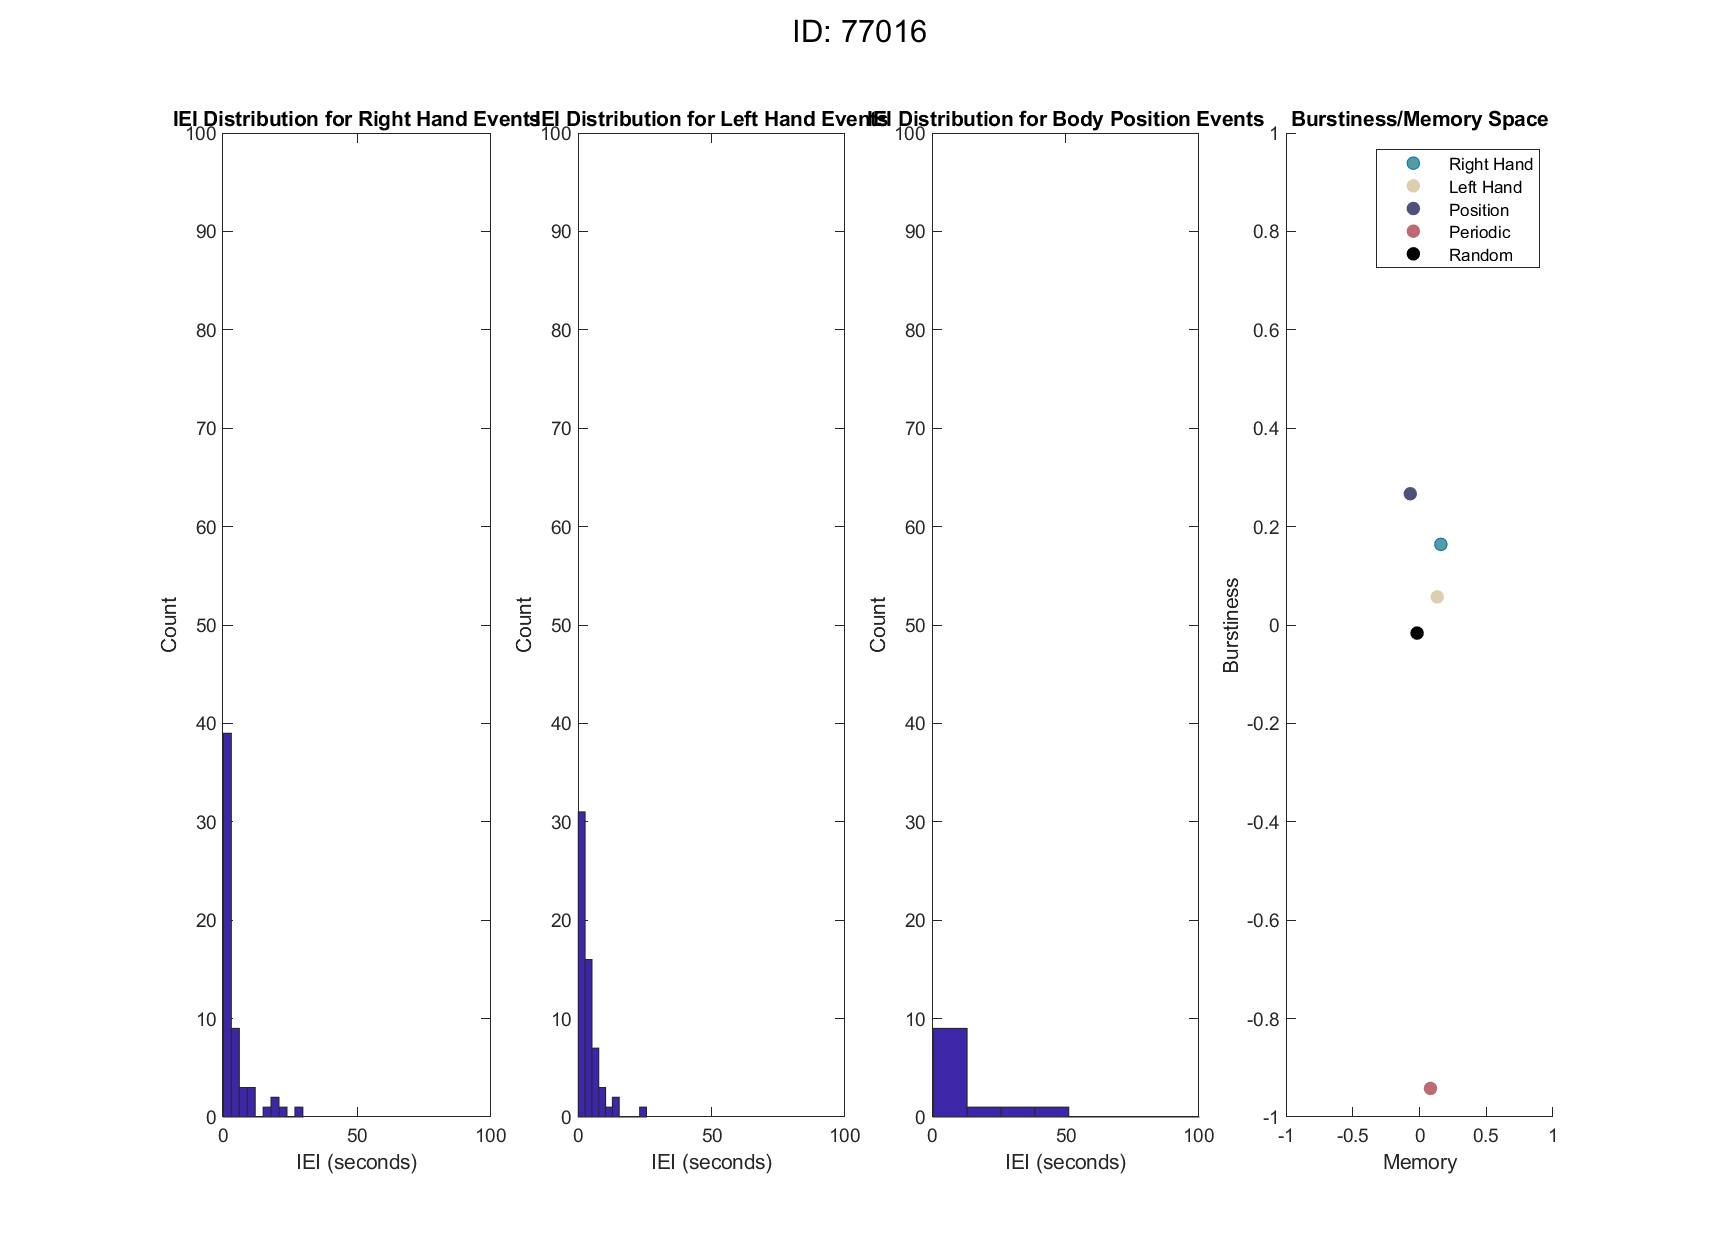 ID: 77016
IEI Distribution for Right Hand Events
100
90
80
70
60
50
40
30
20
10
0
Count
0 50 100
IEI (seconds)
IEI Distribution for Left Hand Events
100
90
80
70
60
50
40
30
20
10
0
Count
0 50 100
IEI (seconds)
IEI Distribution for Body Position Events
100
90
80
70
60
50
40
30
20
10
0
Count
0 50 100
IEI (seconds)
Burstiness/Memory Space
1
0.8
0.6
0.4
0.2
0
-0.2
-0.4
-0.6
-0.8
-1
Burstiness
-1 -0.5 0 0.5 1
Memory
Right Hand
Left Hand
Position
Periodic
Random